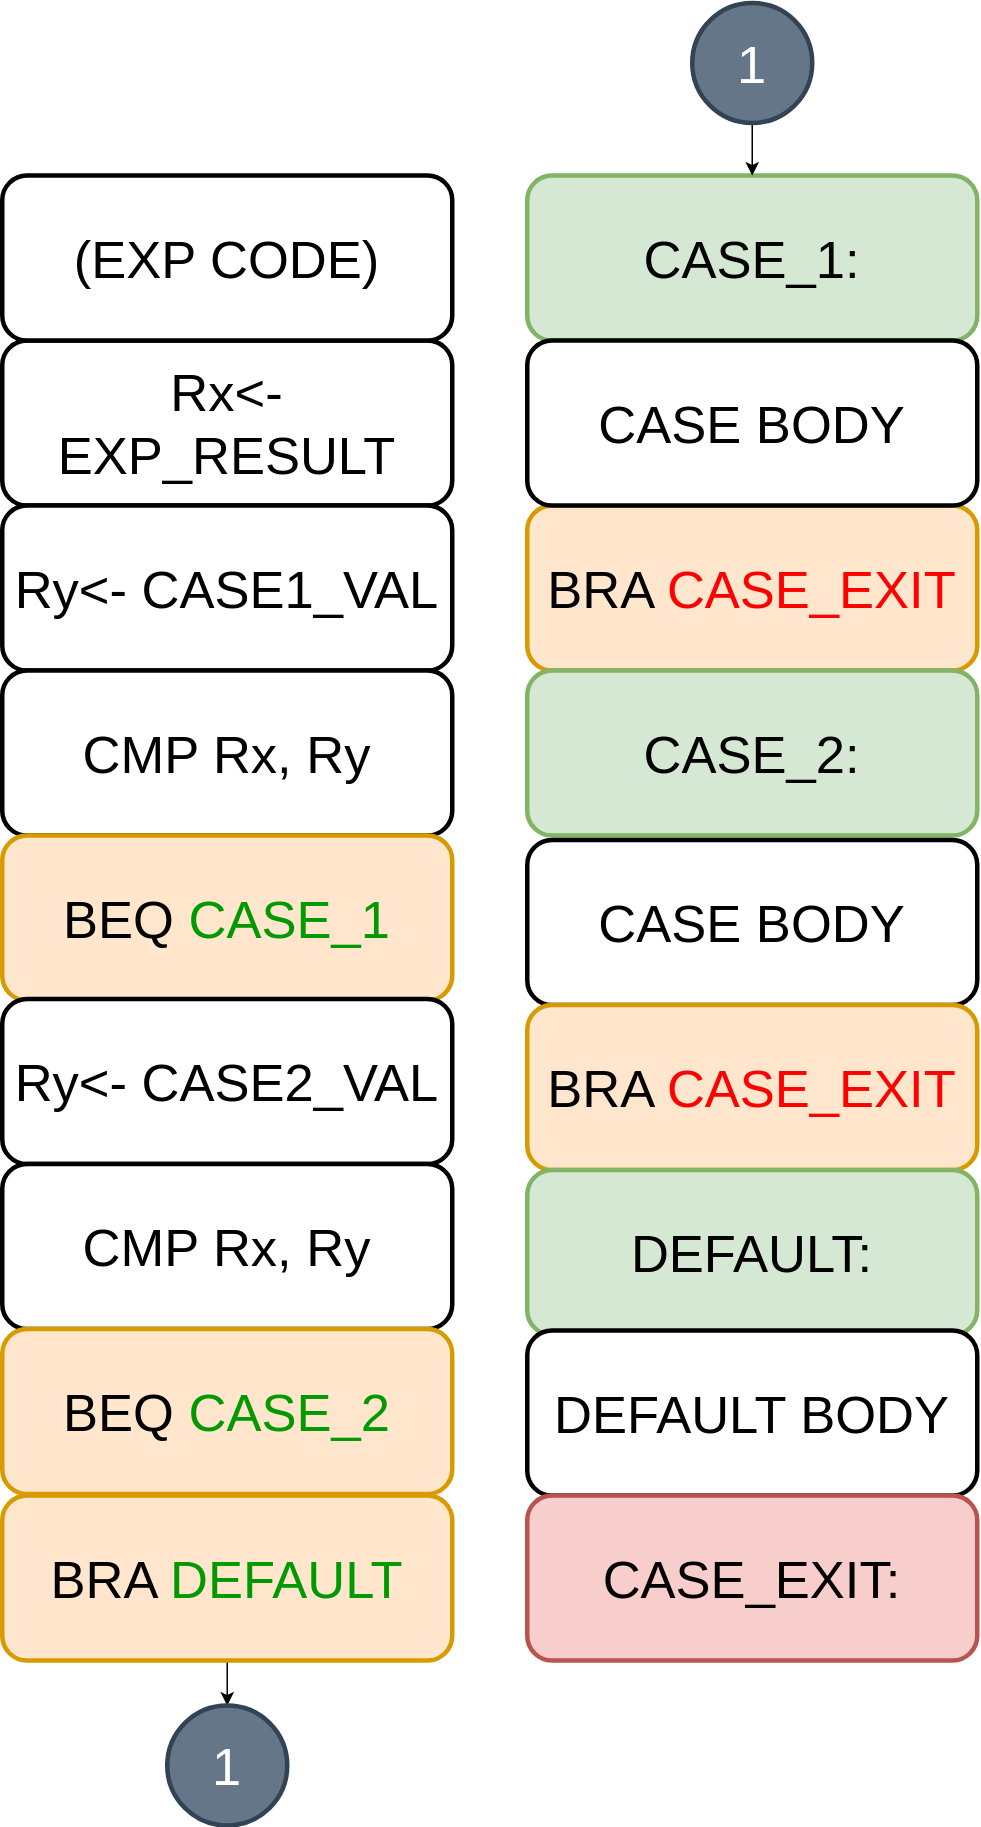 (EXP CODE)
Rx<-
EXP_RESULT
Ry<- CASE1_VAL
CMP Rx, Ry
BEQ CASE_1
Ry<- CASE2_VAL
CMP Rx, Ry
BEQ CASE_2
BRA DEFAULT
1
1
CASE_1:
CASE BODY
BRA CASE_EXIT
CASE_2:
CASE BODY
BRA CASE_EXIT
DEFAULT:
DEFAULT BODY
CASE_EXIT: